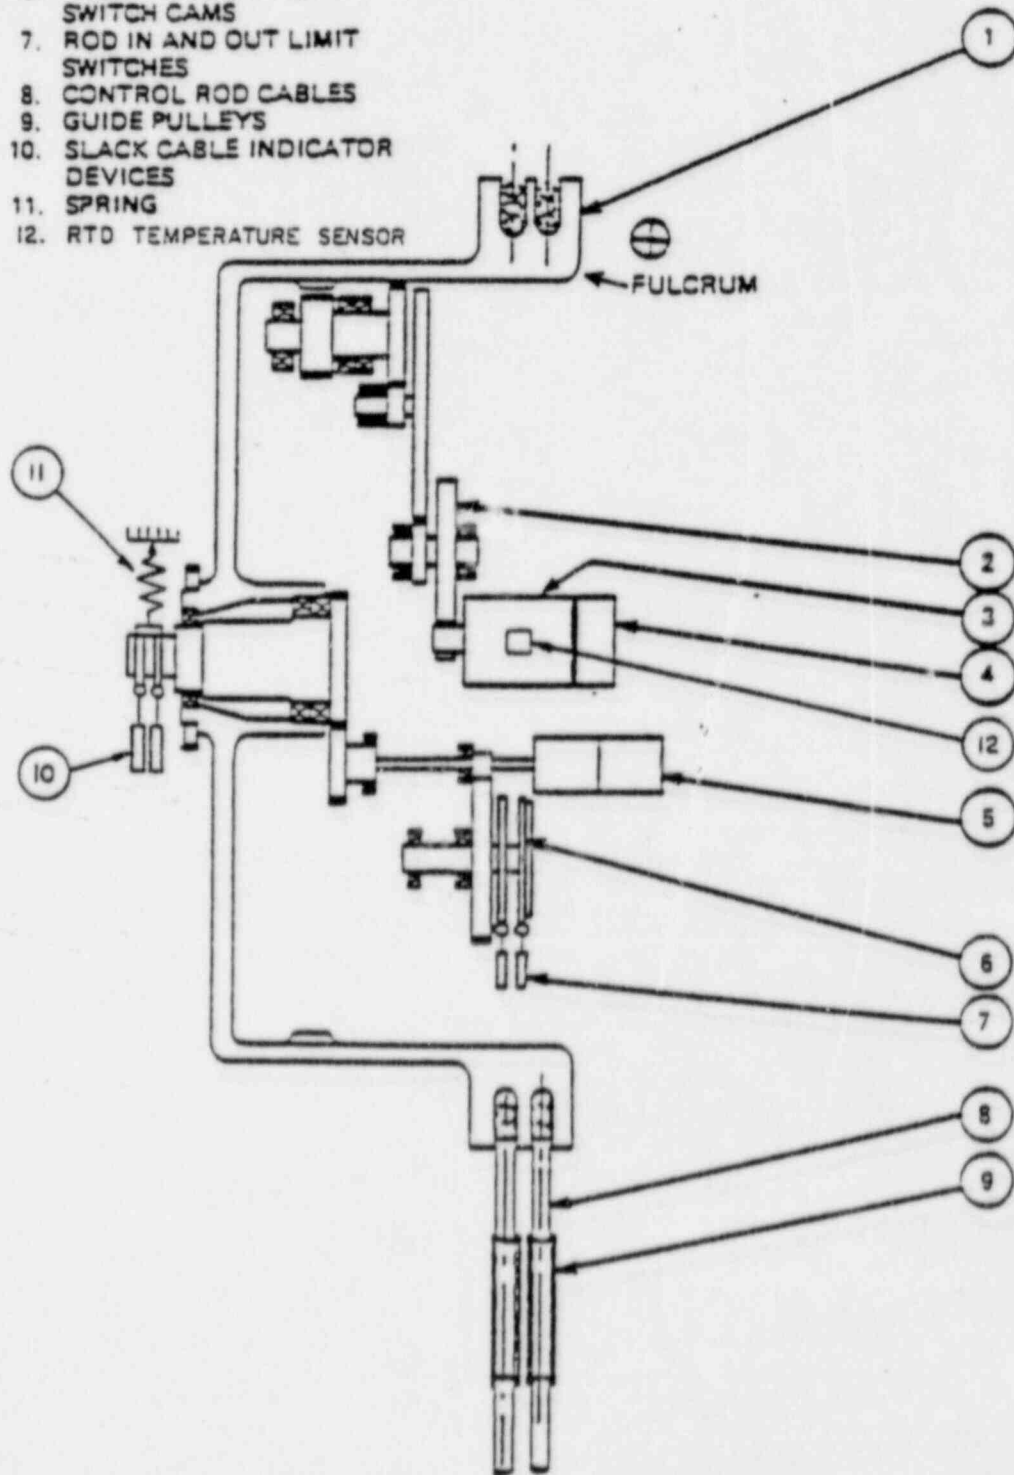 SWITCH CAMS
7. ROD IN AND OUT LIMIT
SWITCHES
8. CONTROL ROD CABLES
9. GUIDE PULLEYS
10. SLACK CABLE INDICATOR
DEVICES
11. SPRING
12. RTD TEMPERATURE SENSOR
FULCRUM
1
11
2
3
4
12
10
5
6
7
8
9